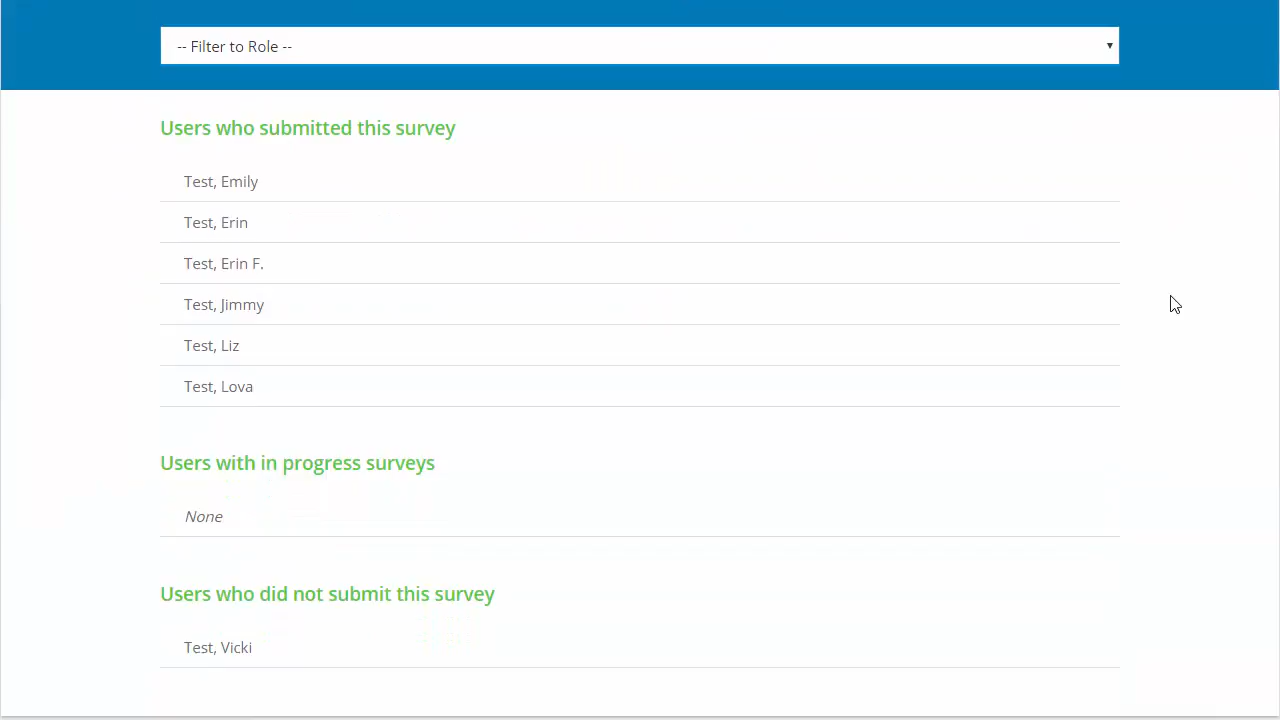 -- Filter to Role --
Users who submitted this survey
Test, Emily
Test, Erin
Test, Erin F.
Test, Jimmy
Test, Liz
Test, Lova
Users with in progress surveys
None
Users who did not submit this survey
Test, Vicki